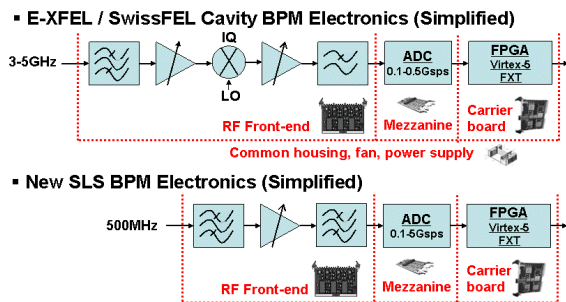 ▪ E-XFEL / SwissFEL Cavity BPM Electronics (Simplified)
IQ
3-5GHz
LO
ADC
0.1-0.5Gsps
FPGA
Virtex-5
FXT
RF Front-end
Mezzanine
Carrier
board
Common housing, fan, power supply
▪ New SLS BPM Electronics (Simplified)
500MHz
ADC
0.1-5Gsps
FPGA
Virtex-5
FXT
RF Front-end
Mezzanine
Carrier
board